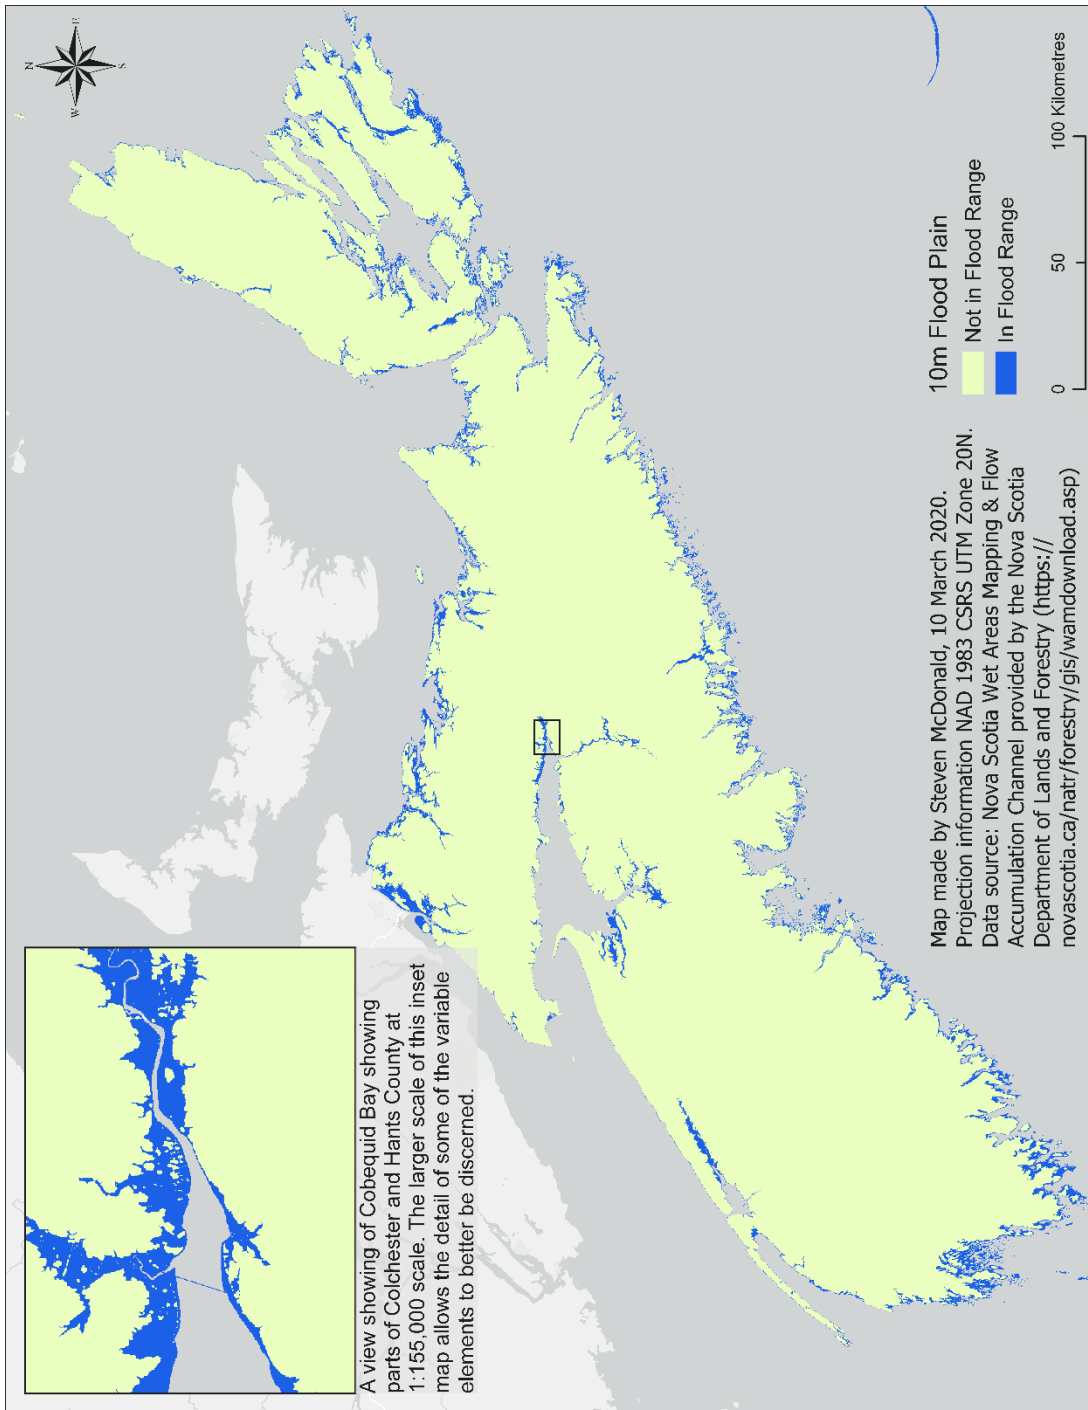 N
E
S
W
A view showing of Cobequid Bay showing
parts of Colchester and Hants County at
1:155,000 scale. The larger scale of this inset
map allows the detail of some of the variable
elements to better be discerned.
Map made by Steven McDonald, 10 March 2020.
Projection information NAD 1983 CSRS UTM Zone 20N.
Data source: Nova Scotia Wet Areas Mapping & Flow
Accumulation Channel provided by the Nova Scotia
Department of Lands and Forestry (https://
novascotia.ca/natr/forestry/gis/wamdownload.asp)
10m Flood Plain
Not in Flood Range
In Flood Range
0 50 100 Kilometres